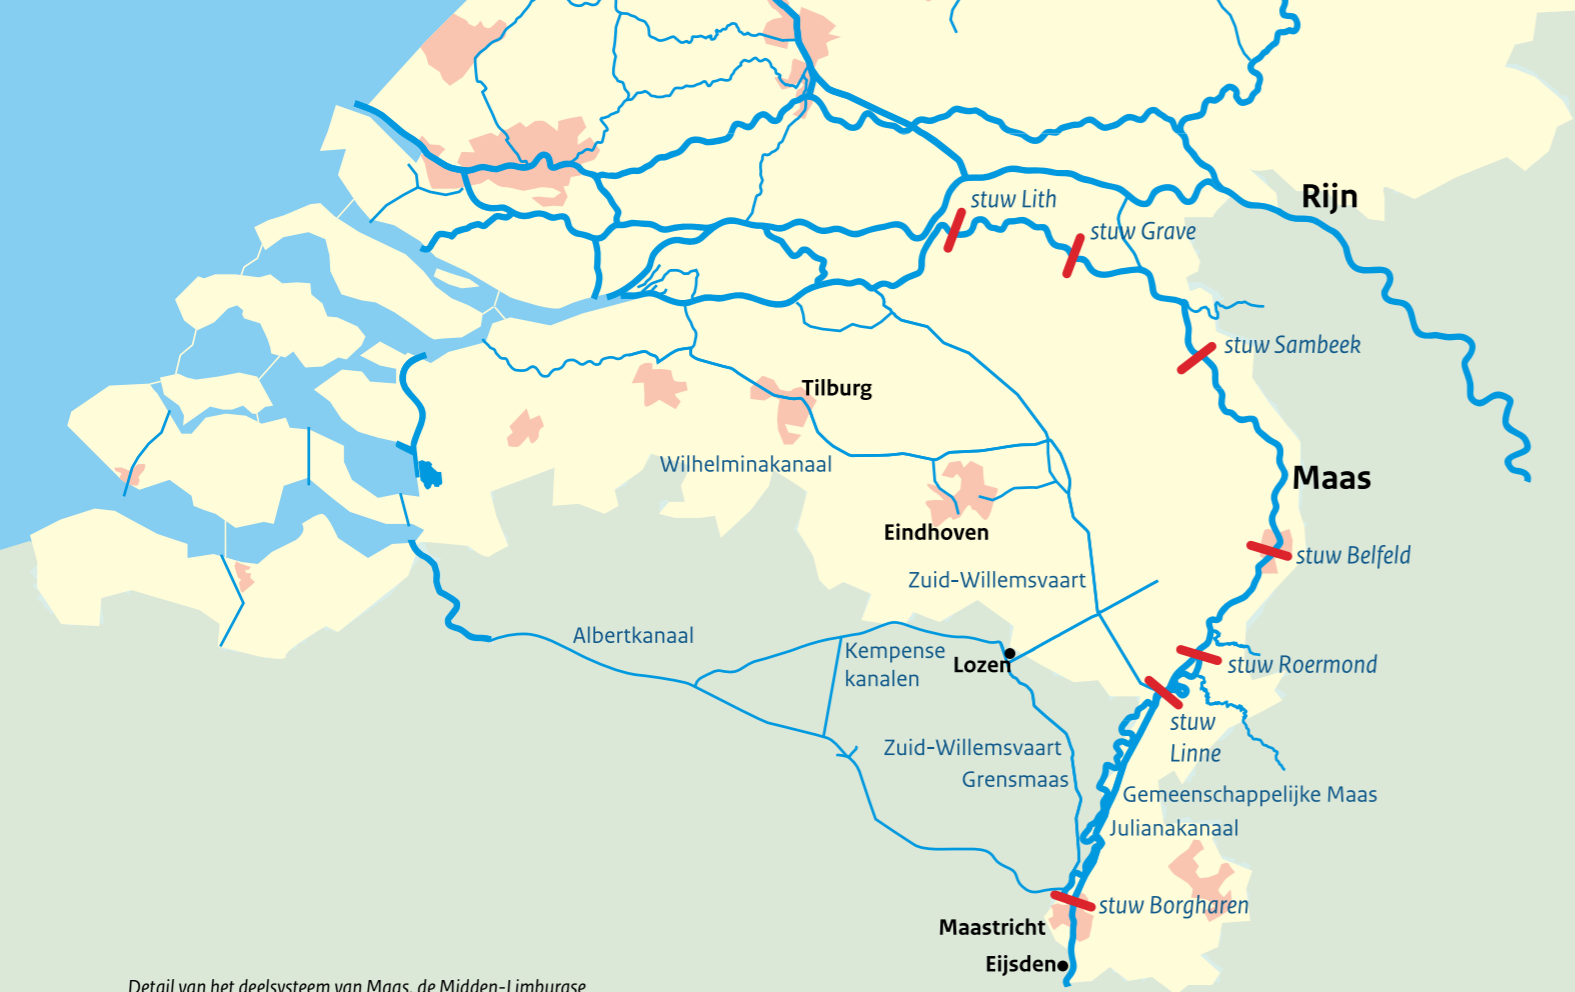 Rijn
stuw Lith
stuw Grave
stuw Sambeek
Tilburg
Wilhelminakanaal
Maas
Eindhoven
stuw Belfeld
Zuid-Willemsvaart
Albertkanaal
Kempense
kanalen
Lozen
stuw Roermond
stuw
Linne
Zuid-Willemsvaart
Grensmaas
Gemeenschappelijke Maas
Julianakanaal
stuw Borgharen
Maastricht
Eijsden
Detail van het deelsysteem van Maas, de Midden-Limburgse